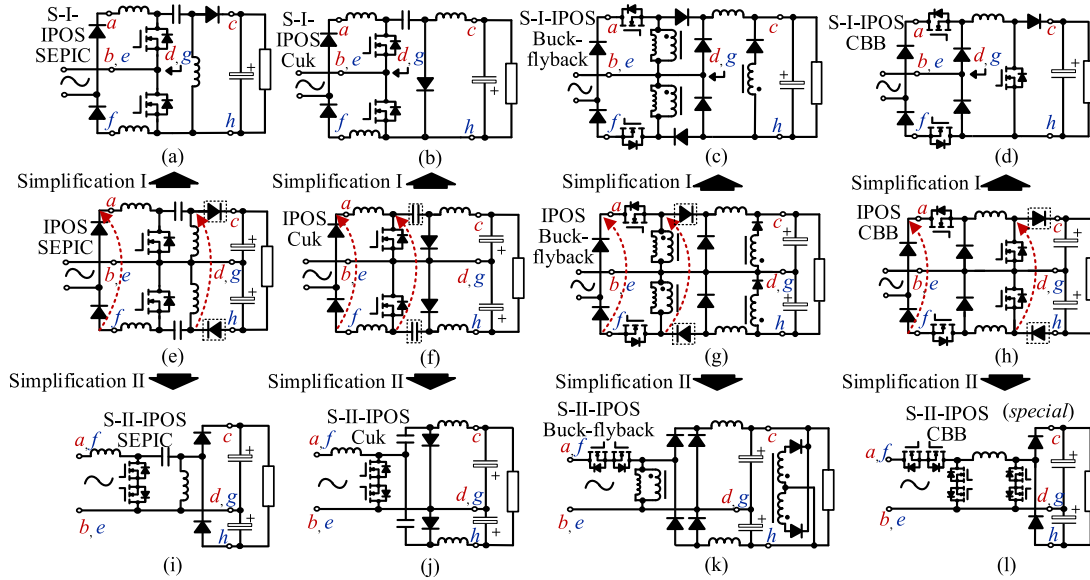 S-I-
IPOS
SEPIC
a
b,e
d,g
c
f
h
(a)
S-I-
IPOS
Cuk
a
b,e
d,g
c
f
h
(b)
S-I-IPOS
Buck-
flyback
a
b,e
d,g
c
f
h
(c)
S-I-IPOS
CBB
a
b,e
d,g
c
f
h
(d)
Simplification I
Simplification I
Simplification I
Simplification I
IPOS
SEPIC
a
b,e
d,g
c
f
h
(e)
IPOS
Cuk
a
b,e
d,g
c
f
h
(f)
IPOS
Buck-
flyback
a
b,e
d,g
c
f
h
(g)
IPOS
CBB
a
b,e
d,g
c
f
h
(h)
Simplification II
Simplification II
Simplification II
Simplification II
S-II-IPOS
SEPIC
a,f
b,e
d,g
c
h
(i)
S-II-IPOS
Cuk
a,f
b,e
d,g
c
h
(j)
S-II-IPOS
Buck-flyback
a,f
b,e
d,g
c
h
(k)
S-II-IPOS (special)
CBB
a,f
b,e
d,g
c
h
(l)